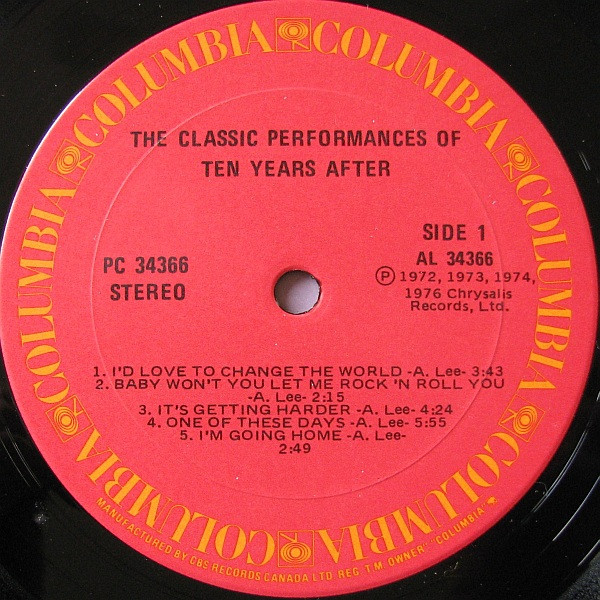 COLUMBIA COLUMBIA COLUMBIA COLUMBIA COLUMBIA COLUMBIA COLUMBIA COLUMBIA
THE CLASSIC PERFORMANCES OF
TEN YEARS AFTER
PC 34366
STEREO
SIDE 1
AL 34366
Ⓟ 1972, 1973, 1974,
1976 Chrysalis
Records, Ltd.
1. I'D LOVE TO CHANGE THE WORLD -A. Lee- 3:43
2. BABY WON'T YOU LET ME ROCK 'N ROLL YOU
-A. Lee- 2:15
3. IT'S GETTING HARDER -A. Lee- 4:24
4. ONE OF THESE DAYS -A. Lee- 5:55
5. I'M GOING HOME -A. Lee-
2:49
MANUFACTURED BY CBS RECORDS CANADA LTD. REG. T.M. OWNER "COLUMBIA"